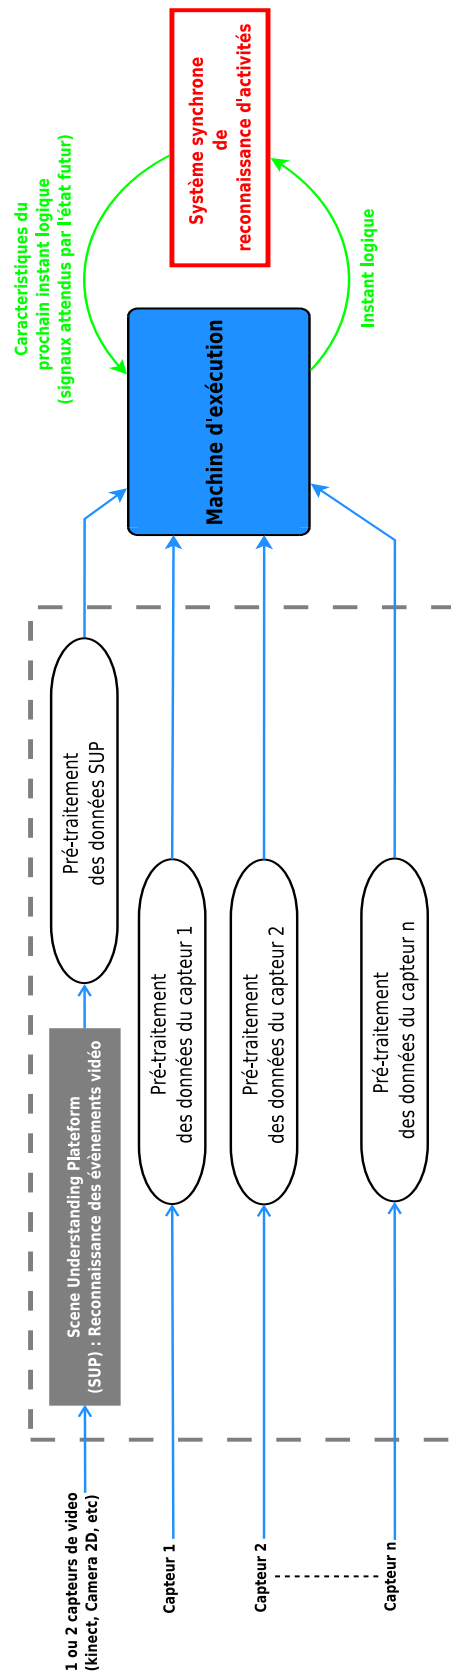 1 ou 2 capteurs de video
(kinect, Camera 2D, etc)
Scene Understanding Plateform
(SUP) : Reconnaissance des évènements vidéo
Pré-traitement
des données SUP
Capteur 1
Pré-traitement
des données du capteur 1
Capteur 2
Pré-traitement
des données du capteur 2
Capteur n
Pré-traitement
des données du capteur n
Machine d'exécution
Caracteristiques du
prochain instant logique
(signaux attendus par l'état futur)
Instant logique
Système synchrone
de
reconnaissance d'activités